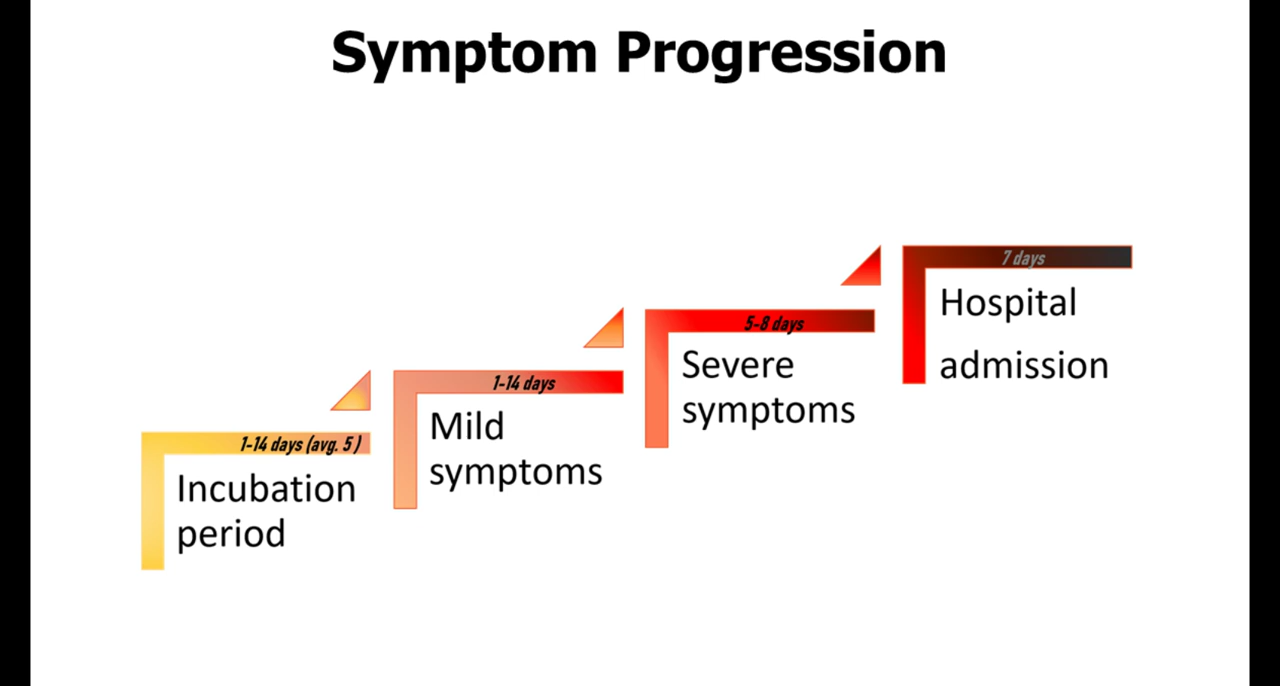 Symptom Progression
1-14 days (avg. 5 )
Incubation
period
1-14 days
Mild
symptoms
5-8 days
Severe
symptoms
7 days
Hospital
admission